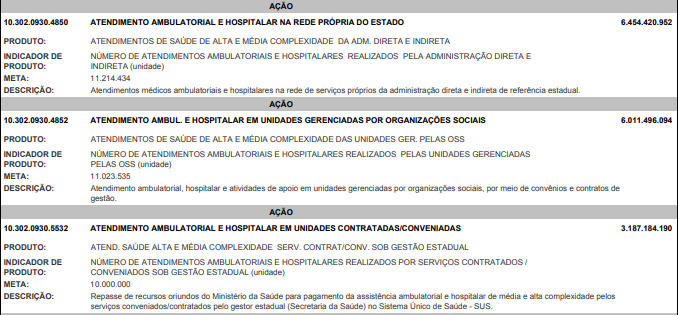 AÇÃO
10.302.0930.4850 ATENDIMENTO AMBULATORIAL E HOSPITALAR NA REDE PRÓPRIA DO ESTADO 6.454.420.952
PRODUTO: ATENDIMENTOS DE SAÚDE DE ALTA E MÉDIA COMPLEXIDADE DA ADM. DIRETA E INDIRETA
INDICADOR DE PRODUTO: NÚMERO DE ATENDIMENTOS AMBULATORIAIS E HOSPITALARES REALIZADOS PELA ADMINISTRAÇÃO DIRETA E
INDIRETA (unidade)
META: 11.214.434
DESCRIÇÃO: Atendimentos médicos ambulatoriais e hospitalares na rede de serviços próprios da administração direta e indireta de referência estadual.
AÇÃO
10.302.0930.4852 ATENDIMENTO AMBUL. E HOSPITALAR EM UNIDADES GERENCIADAS POR ORGANIZAÇÕES SOCIAIS 6.011.496.094
PRODUTO: ATENDIMENTOS DE SAÚDE DE ALTA E MÉDIA COMPLEXIDADE DAS UNIDADES GER. PELAS OSS
INDICADOR DE PRODUTO: NÚMERO DE ATENDIMENTOS AMBULATORIAIS E HOSPITALARES REALIZADOS PELAS UNIDADES GERENCIADAS
PELAS OSS (unidade)
META: 11.023.535
DESCRIÇÃO: Atendimento ambulatorial, hospitalar e atividades de apoio em unidades gerenciadas por organizações sociais, por meio de convênios e contratos de
gestão.
AÇÃO
10.302.0930.5532 ATENDIMENTO AMBULATORIAL E HOSPITALAR EM UNIDADES CONTRATADAS/CONVENIADAS 3.187.184.190
PRODUTO: ATEND. SAÚDE ALTA E MÉDIA COMPLEXIDADE SERV. CONTRAT/CONV. SOB GESTÃO ESTADUAL
INDICADOR DE PRODUTO: NÚMERO DE ATENDIMENTOS AMBULATORIAIS E HOSPITALARES REALIZADOS POR SERVIÇOS CONTRATADOS /
CONVENIADOS SOB GESTÃO ESTADUAL (unidade)
META: 10.000.000
DESCRIÇÃO: Repasse de recursos oriundos do Ministério da Saúde para pagamento da assistência ambulatorial e hospitalar de média e alta complexidade pelos
serviços conveniados/contratados pelo gestor estadual (Secretaria da Saúde) no Sistema Único de Saúde - SUS.